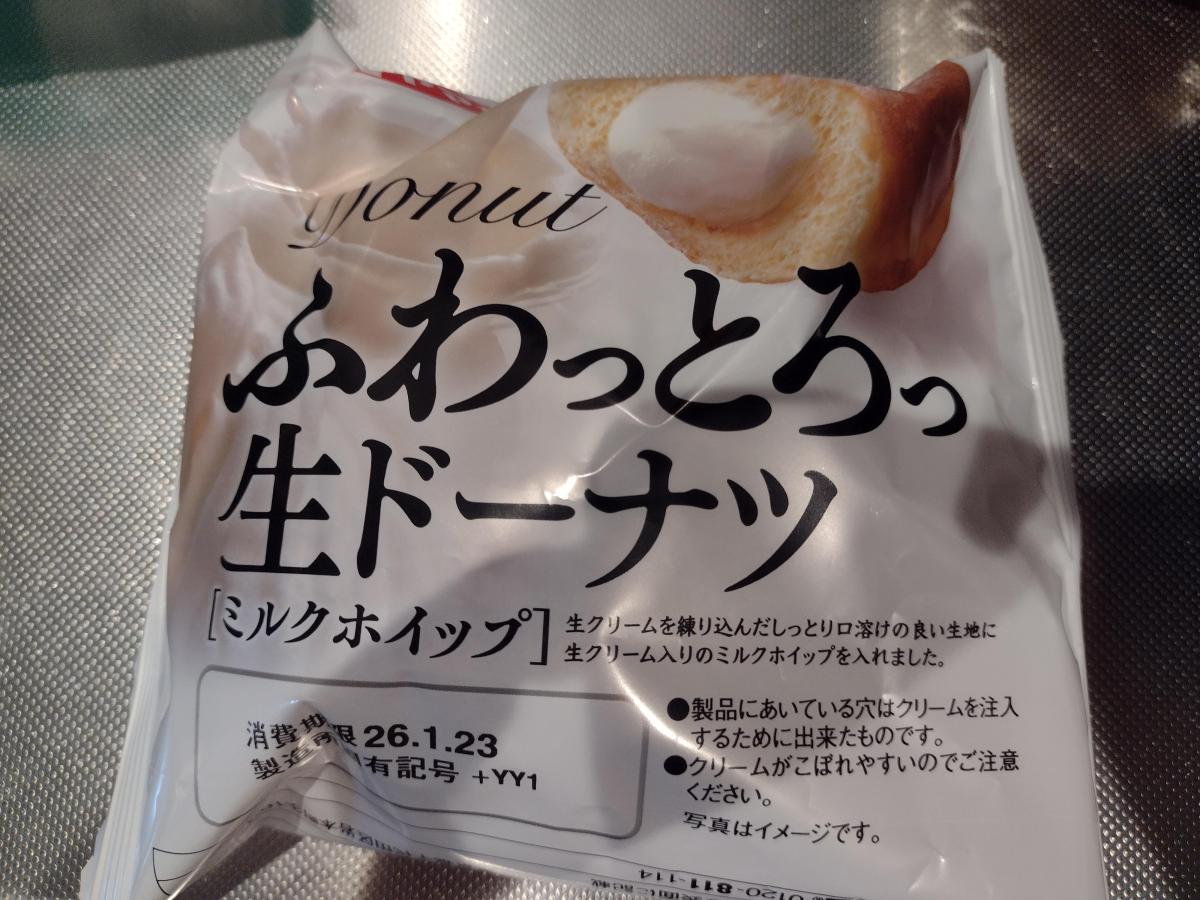 Donut
ふわっとろっ
生ドーナツ
[ミルクホイップ]
生クリームを練り込んだしっとり口溶けの良い生地に
生クリーム入りのミルクホイップを入れました。
消費期限 26.1.23
製造 有記号 +YY1
●製品にあいている穴はクリームを注入
するために出来たものです。
●クリームがこぼれやすいのでご注意
ください。
写真はイメージです。
0120-811-114